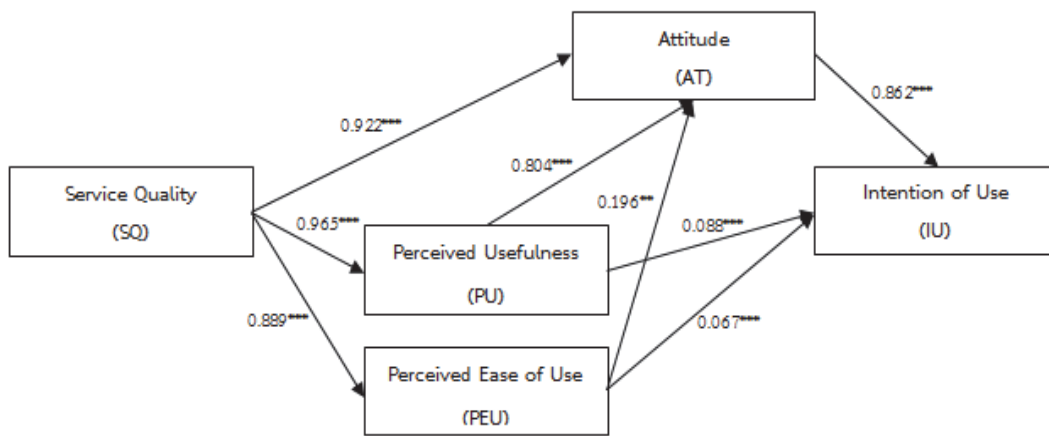 Attitude
(AT)
0.862***
0.922***
0.804***
Service Quality
(SQ)
Intention of Use
(IU)
0.196**
0.965***
0.088***
Perceived Usefulness
(PU)
0.889***
0.067***
Perceived Ease of Use
(PEU)